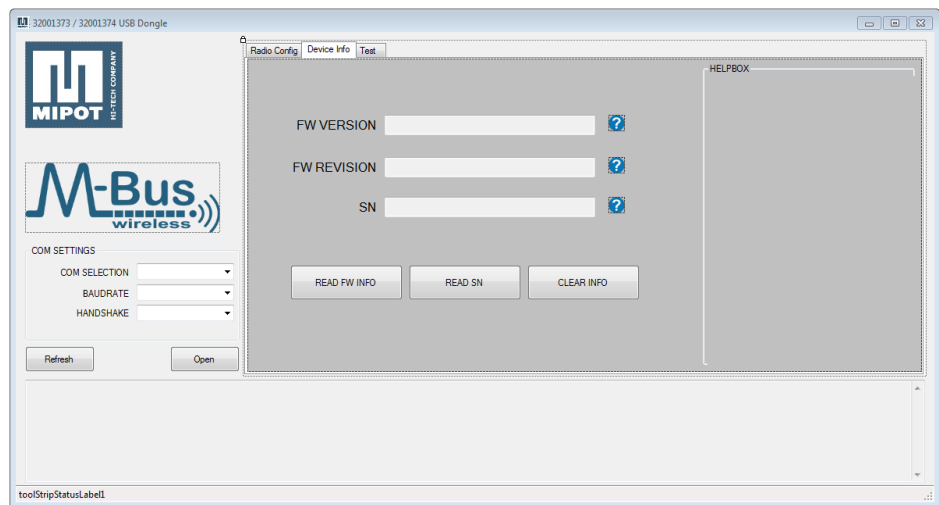 32001373 / 32001374 USB Dongle
MIPOT
HI-TECH COMPANY
M-Bus
wireless
COM SETTINGS
COM SELECTION
BAUDRATE
HANDSHAKE
Refresh
Open
Radio Config
Device Info
Test
FW VERSION
?
FW REVISION
?
SN
?
READ FW INFO
READ SN
CLEAR INFO
HELPBOX
toolStripStatusLabel1